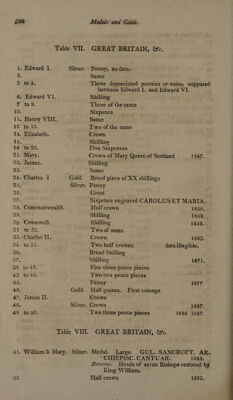 598 Medals and Coins.
Table VII. GREAT BRITAIN, &c.
1. Edward I. Silver. Penny, no date.
2. Same
3 to 5. Three depreciated pennies or coins, supposed
between Edward I. and Edward VI.
6. Edward VI. Shilling
7 to 9. Three of the same
10. Sixpence
11. Henry VIII. Same
12 to 13. Two of the same
14. Elizabeth. Crown
15. Same
16 to 20. Five Sixpences
21. Mary. Crown of Mary Queen of Scotland
22. James. Shilling
23. Same
24. Charles. I Gold. Broad piece of XX shillings
25. Silver. Penny
26. Groat
27. Sixpence engraved CAROLUS ET MARIA.
28. Commonwealth. Half crown
29. Shilling
30. Cromwell. Shilling 1658.
31 to 32. Two of same.
33. Charles II. Crown 1662.
34 to 35. Two half crowns date illegible.
36. Broad Shilling
37. Shilling 1671.
38 to 42. Five three pence pieces
43 to 44. Two two pence pieces
45. Penny 1677
46. Gold. Half guinea. First coinage
47. James II. Crown
48. Silver. Crown 1687.
49 to 50. Two three pence pieces 1686 1687.
Table VIII. GREAT BRITAIN, &c.
51. William & Mary. Silver. Medal. Large. GUL. SANCROFT. AR-
CHIEPISC. CANTUAR. 1688.
Reverse. Heads of seven Bishops restored by
King William.
52. Half crown 1692.